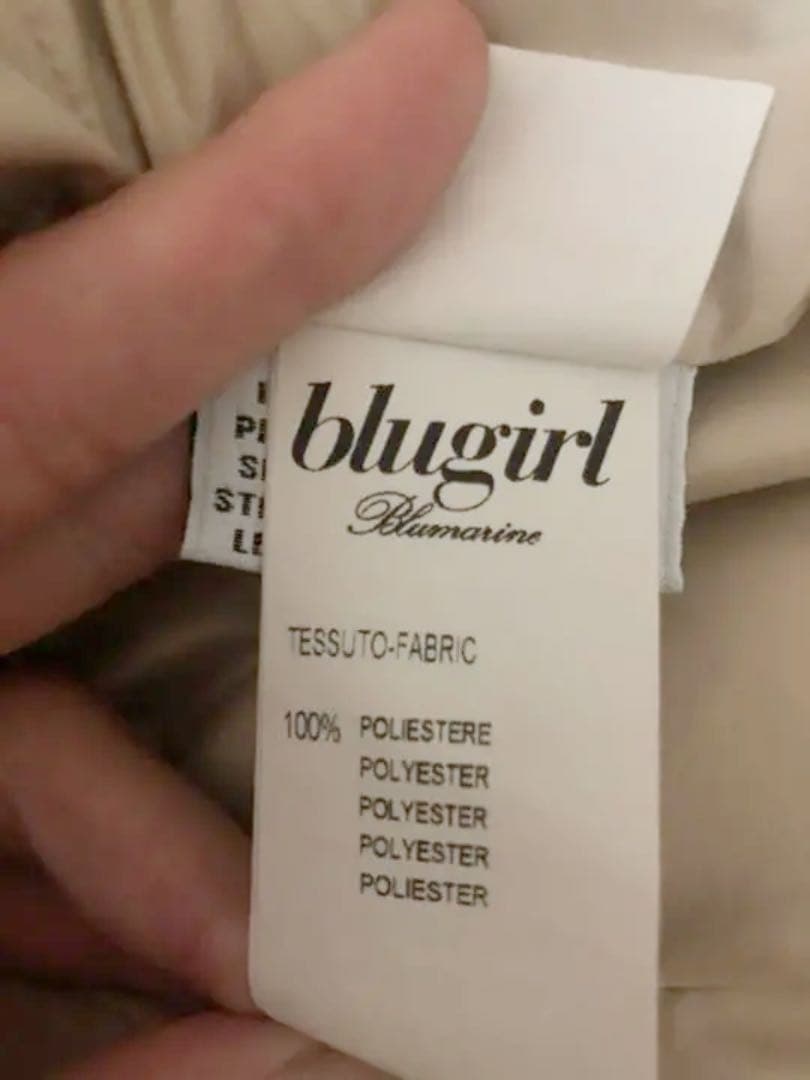 blugirl
Blumarine
TESSUTO-FABRIC
100% POLIESTERE
POLYESTER
POLYESTER
POLYESTER
POLIESTER